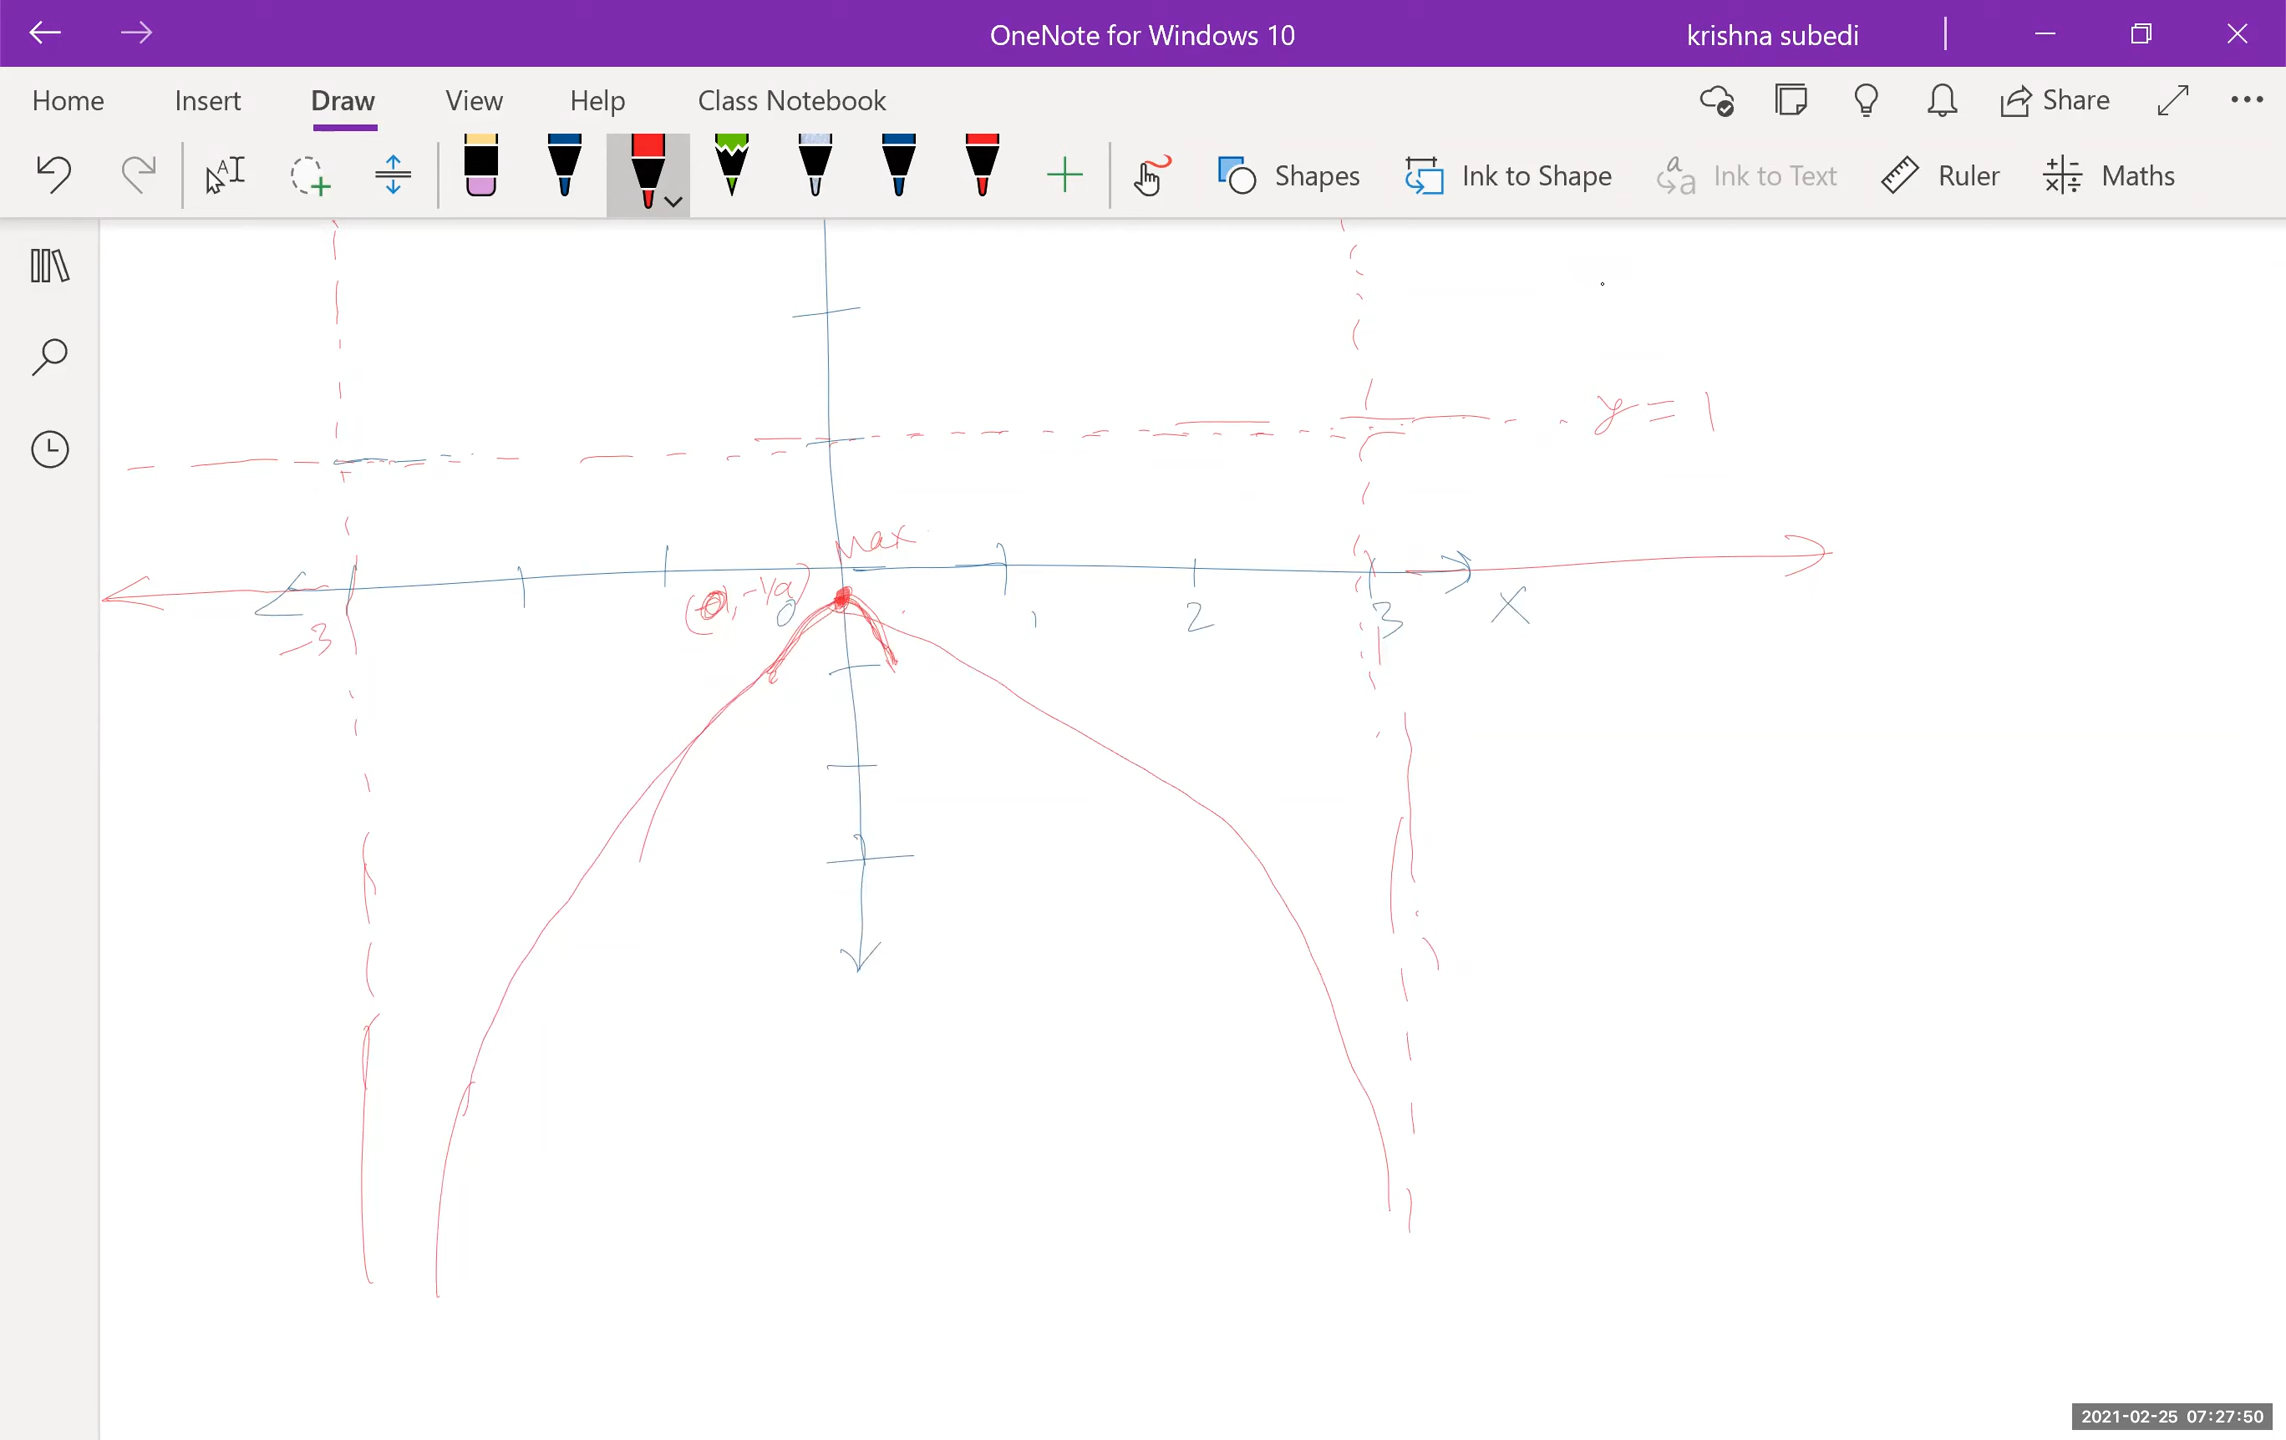 OneNote for Windows 10
krishna subedi
Home Insert Draw View Help Class Notebook
Share
Shapes
Ink to Shape
Ink to Text
Ruler
Maths
y = 1
Max
(0, -1/9)
0
-3
1
2
3
X
2021-02-25 07:27:50